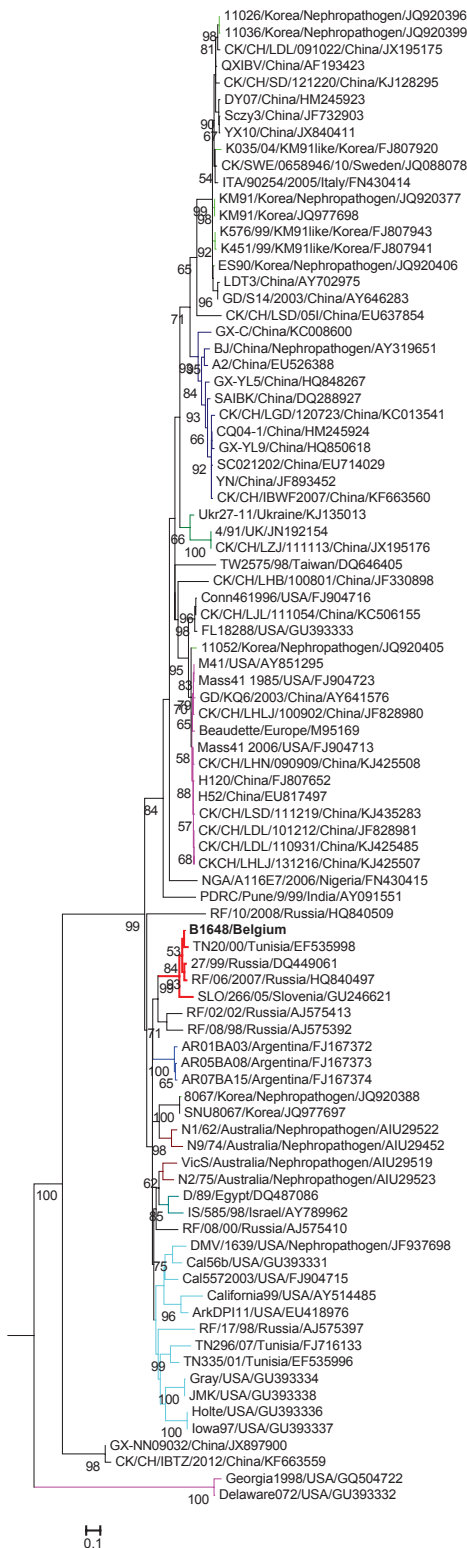 11026/Korea/Nephropathogen/JQ920396
98
11036/Korea/Nephropathogen/JQ920399
81
CK/CH/LDL/091022/China/JX195175
QXIBV/China/AF193423
CK/CH/SD/121220/China/KJ128295
DY07/China/HM245923
Sczy3/China/JF732903
90
YX10/China/JX840411
67
K035/04/KM91like/Korea/FJ807920
CK/SWE/0658946/10/Sweden/JQ088078
54
ITA/90254/2005/Italy/FN430414
KM91/Korea/Nephropathogen/JQ920377
99
KM91/Korea/JQ977698
98
K576/99/KM91like/Korea/FJ807943
92
K451/99/KM91like/Korea/FJ807941
65
ES90/Korea/Nephropathogen/JQ920406
LDT3/China/AY702975
96
GD/S14/2003/China/AY646283
71
CK/CH/LSD/05I/China/EU637854
GX-C/China/KC008600
BJ/China/Nephropathogen/AY319651
93
95
A2/China/EU526388
GX-YL5/China/HQ848267
84
SAIBK/China/DQ288927
93
CK/CH/LGD/120723/China/KC013541
CQ04-1/China/HM245924
66
GX-YL9/China/HQ850618
92
SC021202/China/EU714029
YN/China/JF893452
CK/CH/IBWF2007/China/KF663560
Ukr27-11/Ukraine/KJ135013
66
4/91/UK/JN192154
100
CK/CH/LZJ/111113/China/JX195176
TW2575/98/Taiwan/DQ646405
CK/CH/LHB/100801/China/JF330898
Conn461996/USA/FJ904716
96
CK/CH/LJL/111054/China/KC506155
98
FL18288/USA/GU393333
11052/Korea/Nephropathogen/JQ920405
95
M41/USA/AY851295
83
Mass41 1985/USA/FJ904723
79
GD/KQ6/2003/China/AY641576
70
CK/CH/LHLJ/100902/China/JF828980
65
Beaudette/Europe/M95169
Mass41 2006/USA/FJ904713
58
CK/CH/LHN/090909/China/KJ425508
H120/China/FJ807652
88
H52/China/EU817497
84
CK/CH/LSD/111219/China/KJ435283
57
CK/CH/LDL/101212/China/JF828981
CK/CH/LDL/110931/China/KJ425485
68
CKCH/LHLJ/131216/China/KJ425507
NGA/A116E7/2006/Nigeria/FN430415
PDRC/Pune/9/99/India/AY091551
99
RF/10/2008/Russia/HQ840509
B1648/Belgium
53
TN20/00/Tunisia/EF535998
84
27/99/Russia/DQ449061
93
99
RF/06/2007/Russia/HQ840497
SLO/266/05/Slovenia/GU246621
RF/02/02/Russia/AJ575413
71
RF/08/98/Russia/AJ575392
AR01BA03/Argentina/FJ167372
100
AR05BA08/Argentina/FJ167373
65
AR07BA15/Argentina/FJ167374
8067/Korea/Nephropathogen/JQ920388
100
SNU8067/Korea/JQ977697
N1/62/Australia/Nephropathogen/AIU29522
98
N9/74/Australia/Nephropathogen/AIU29452
VicS/Australia/Nephropathogen/AIU29519
62
N2/75/Australia/Nephropathogen/AIU29523
100
D/89/Egypt/DQ487086
85
IS/585/98/Israel/AY789962
RF/08/00/Russia/AJ575410
DMV/1639/USA/Nephropathogen/JF937698
75
Cal56b/USA/GU393331
Cal5572003/USA/FJ904715
California99/USA/AY514485
96
ArkDPI11/USA/EU418976
RF/17/98/Russia/AJ575397
TN296/07/Tunisia/FJ716133
99
TN335/01/Tunisia/EF535996
Gray/USA/GU393334
100
JMK/USA/GU393338
Holte/USA/GU393336
100
Iowa97/USA/GU393337
GX-NN09032/China/JX897900
98
CK/CH/IBTZ/2012/China/KF663559
Georgia1998/USA/GQ504722
100
Delaware072/USA/GU393332
0.1